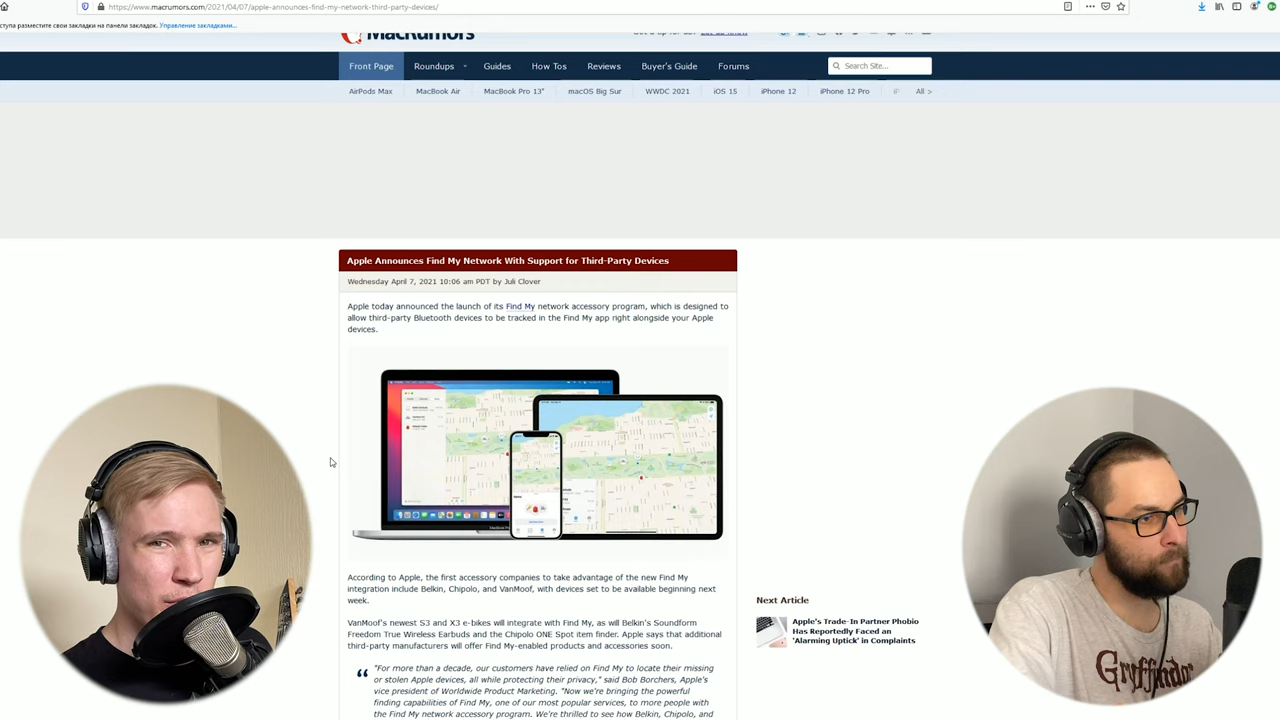 https://www.macrumors.com/2021/04/07/apple-announces-find-my-network-third-party-devices/
ступа разместите свои закладки на панели закладок. Управление закладками...
MacRumors
Front Page Roundups Guides How Tos Reviews Buyer's Guide Forums Search Site...
AirPods Max MacBook Air MacBook Pro 13" macOS Big Sur WWDC 2021 iOS 15 iPhone 12 iPhone 12 Pro All >
Apple Announces Find My Network With Support for Third-Party Devices
Wednesday April 7, 2021 10:06 am PDT by Juli Clover
Apple today announced the launch of its Find My network accessory program, which is designed to
allow third-party Bluetooth devices to be tracked in the Find My app right alongside your Apple
devices.
According to Apple, the first accessory companies to take advantage of the new Find My
integration include Belkin, Chipolo, and VanMoof, with devices set to be available beginning next
week.
VanMoof's newest S3 and X3 e-bikes will integrate with Find My, as will Belkin's Soundform
Freedom True Wireless Earbuds and the Chipolo ONE Spot item finder. Apple says that additional
third-party manufacturers will offer Find My-enabled products and accessories soon.
"For more than a decade, our customers have relied on Find My to locate their missing
or stolen Apple devices, all while protecting their privacy," said Bob Borchers, Apple's
vice president of Worldwide Product Marketing. "Now we're bringing the powerful
finding capabilities of Find My, one of our most popular services, to more people with
the Find My network accessory program. We're thrilled to see how Belkin, Chipolo, and
Next Article
Apple's Trade-In Partner Phobio
Has Reportedly Faced an
'Alarming Uptick' in Complaints
Gryffindor